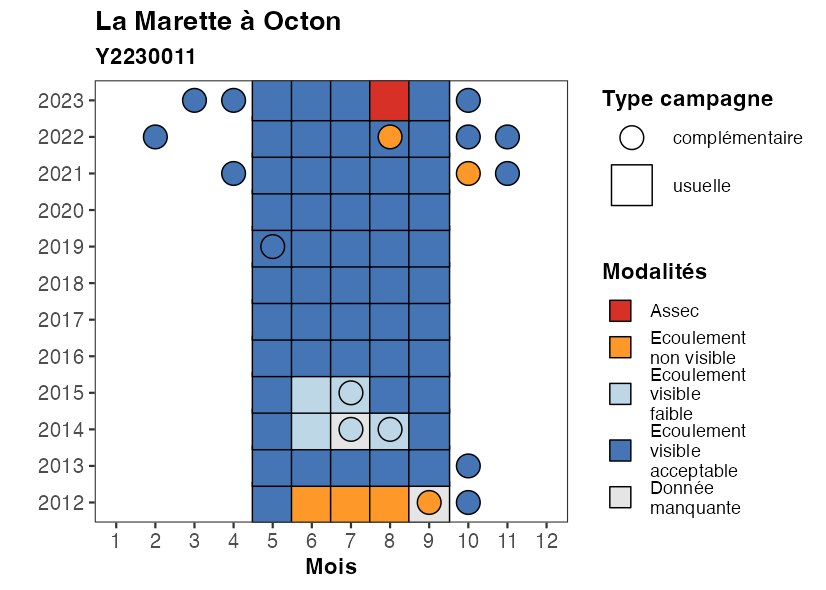 La Marette à Octon
Y2230011
2023
2022
2021
2020
2019
2018
2017
2016
2015
2014
2013
2012
1 2 3 4 5 6 7 8 9 10 11 12
Mois
Type campagne
complémentaire
usuelle
Modalités
Assec
Ecoulement
non visible
Ecoulement
visible
faible
Ecoulement
visible
acceptable
Donnée
manquante